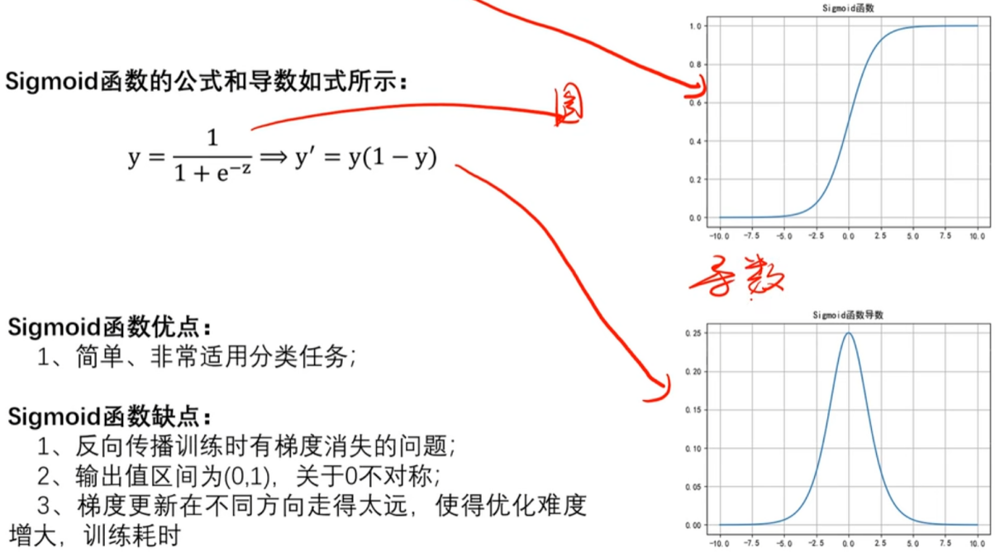 Sigmoid函数的公式和导数如式所示：
y = 1 / (1 + e^{-z}) ⟹ y′ = y(1 − y)
Sigmoid函数优点：
1、简单、非常适用分类任务;
Sigmoid函数缺点：
1、反向传播训练时有梯度消失的问题;
2、输出值区间为(0,1)，关于0不对称;
3、梯度更新在不同方向走得太远，使得优化难度
增大，训练耗时
Sigmoid函数
1.0
0.8
0.6
0.4
0.2
0.0
-10.0 -7.5 -5.0 -2.5 0.0 2.5 5.0 7.5 10.0
导数
Sigmoid函数导数
0.25
0.20
0.15
0.10
0.05
0.00
-10.0 -7.5 -5.0 -2.5 0.0 2.5 5.0 7.5 10.0